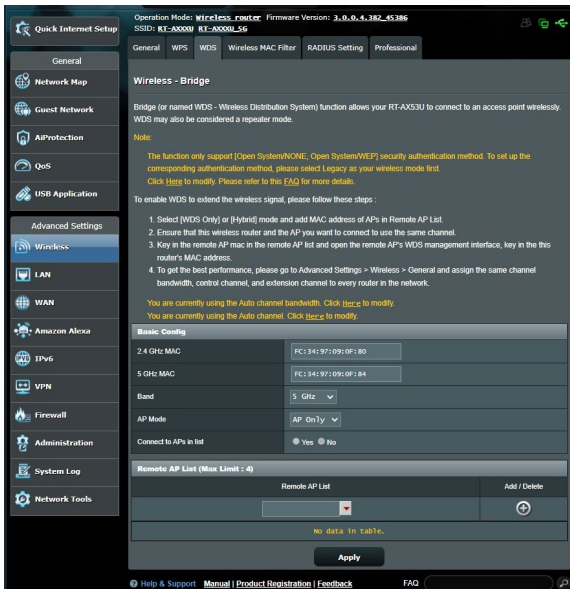 Quick Internet Setup
Operation Mode: Wireless router Firmware Version: 3.0.0.4.382_45386
SSID: RT-AXXXU RT-AXXXU_5G
General WPS WDS Wireless MAC Filter RADIUS Setting Professional
General
Network Map
Guest Network
AiProtection
QoS
USB Application
Advanced Settings
Wireless
LAN
WAN
Amazon Alexa
IPv6
VPN
Firewall
Administration
System Log
Network Tools
Wireless - Bridge
Bridge (or named WDS - Wireless Distribution System) function allows your RT-AX53U to connect to an access point wirelessly.
WDS may also be considered a repeater mode.
Note:
The function only support [Open System/NONE, Open System/WEP] security authentication method. To set up the
corresponding authentication method, please select Legacy as your wireless mode first.
Click Here to modify. Please refer to this FAQ for more details.
To enable WDS to extend the wireless signal, please follow these steps :
1. Select [WDS Only] or [Hybrid] mode and add MAC address of APs in Remote AP List.
2. Ensure that this wireless router and the AP you want to connect to use the same channel.
3. Key in the remote AP mac in the remote AP list and open the remote AP's WDS management interface, key in the this
router's MAC address.
4. To get the best performance, please go to Advanced Settings > Wireless > General and assign the same channel
bandwidth, control channel, and extension channel to every router in the network.
You are currently using the Auto channel bandwidth. Click Here to modify.
You are currently using the Auto channel. Click Here to modify.
Basic Config
2.4 GHz MAC FC:34:97:09:0F:80
5 GHz MAC FC:34:97:09:0F:84
Band 5 GHz
AP Mode AP Only
Connect to APs in list Yes No
Remote AP List (Max Limit : 4)
Remote AP List Add / Delete
No data in table.
Apply
Help & Support Manual | Product Registration | Feedback FAQ